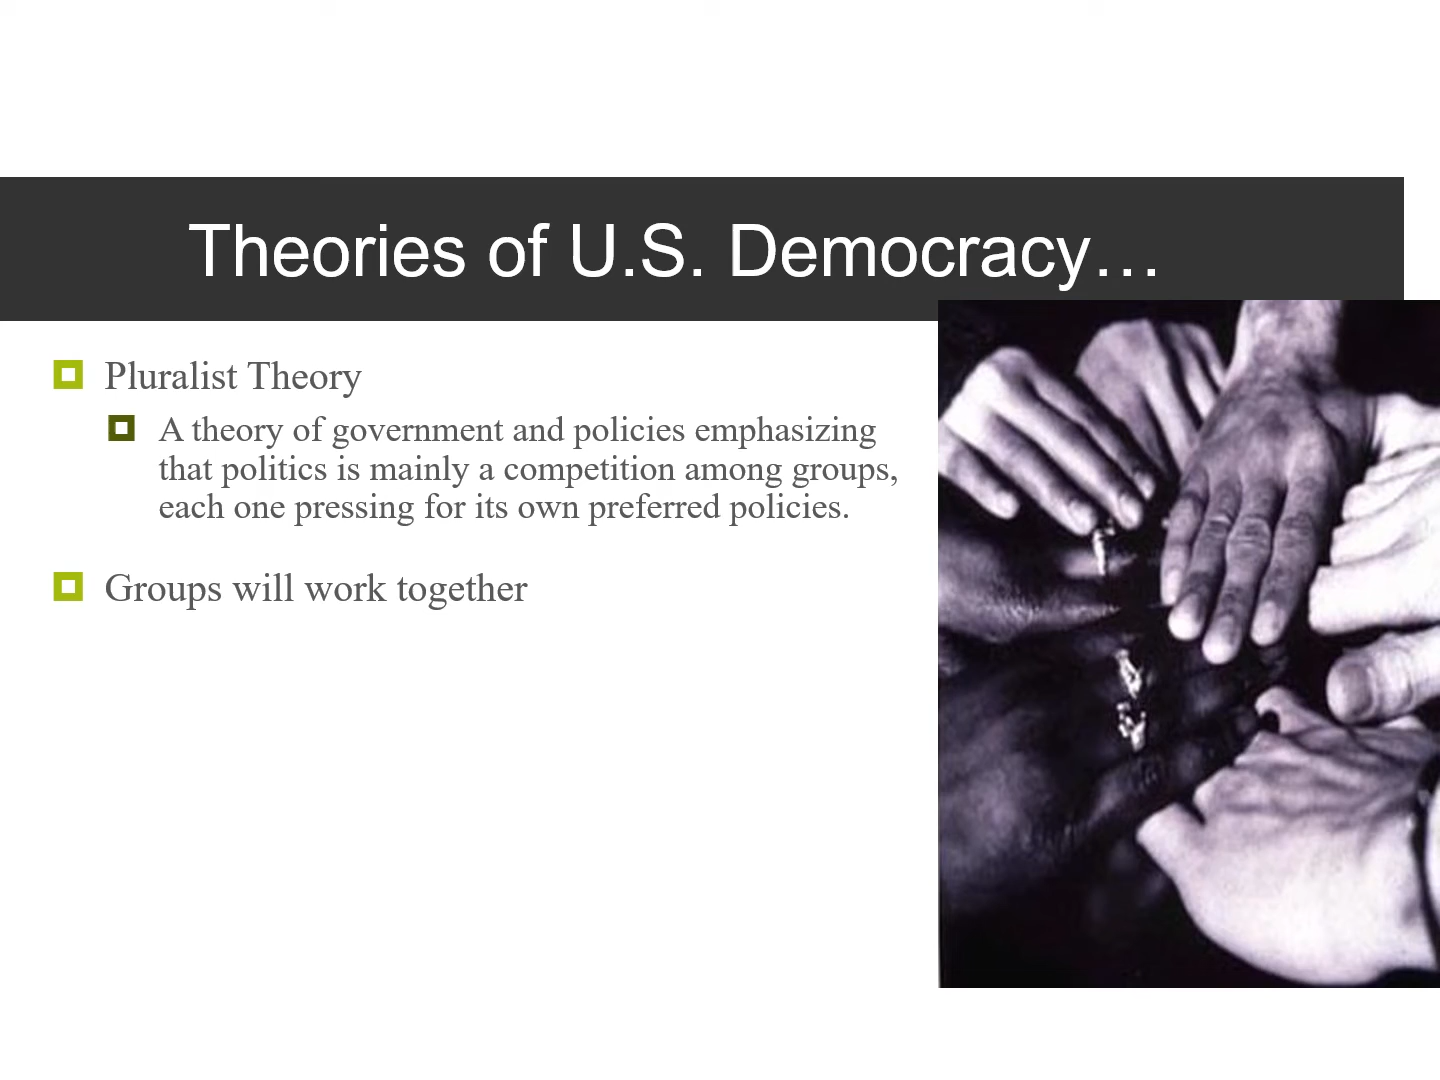 Theories of U.S. Democracy…
Pluralist Theory
A theory of government and policies emphasizing
that politics is mainly a competition among groups,
each one pressing for its own preferred policies.
Groups will work together